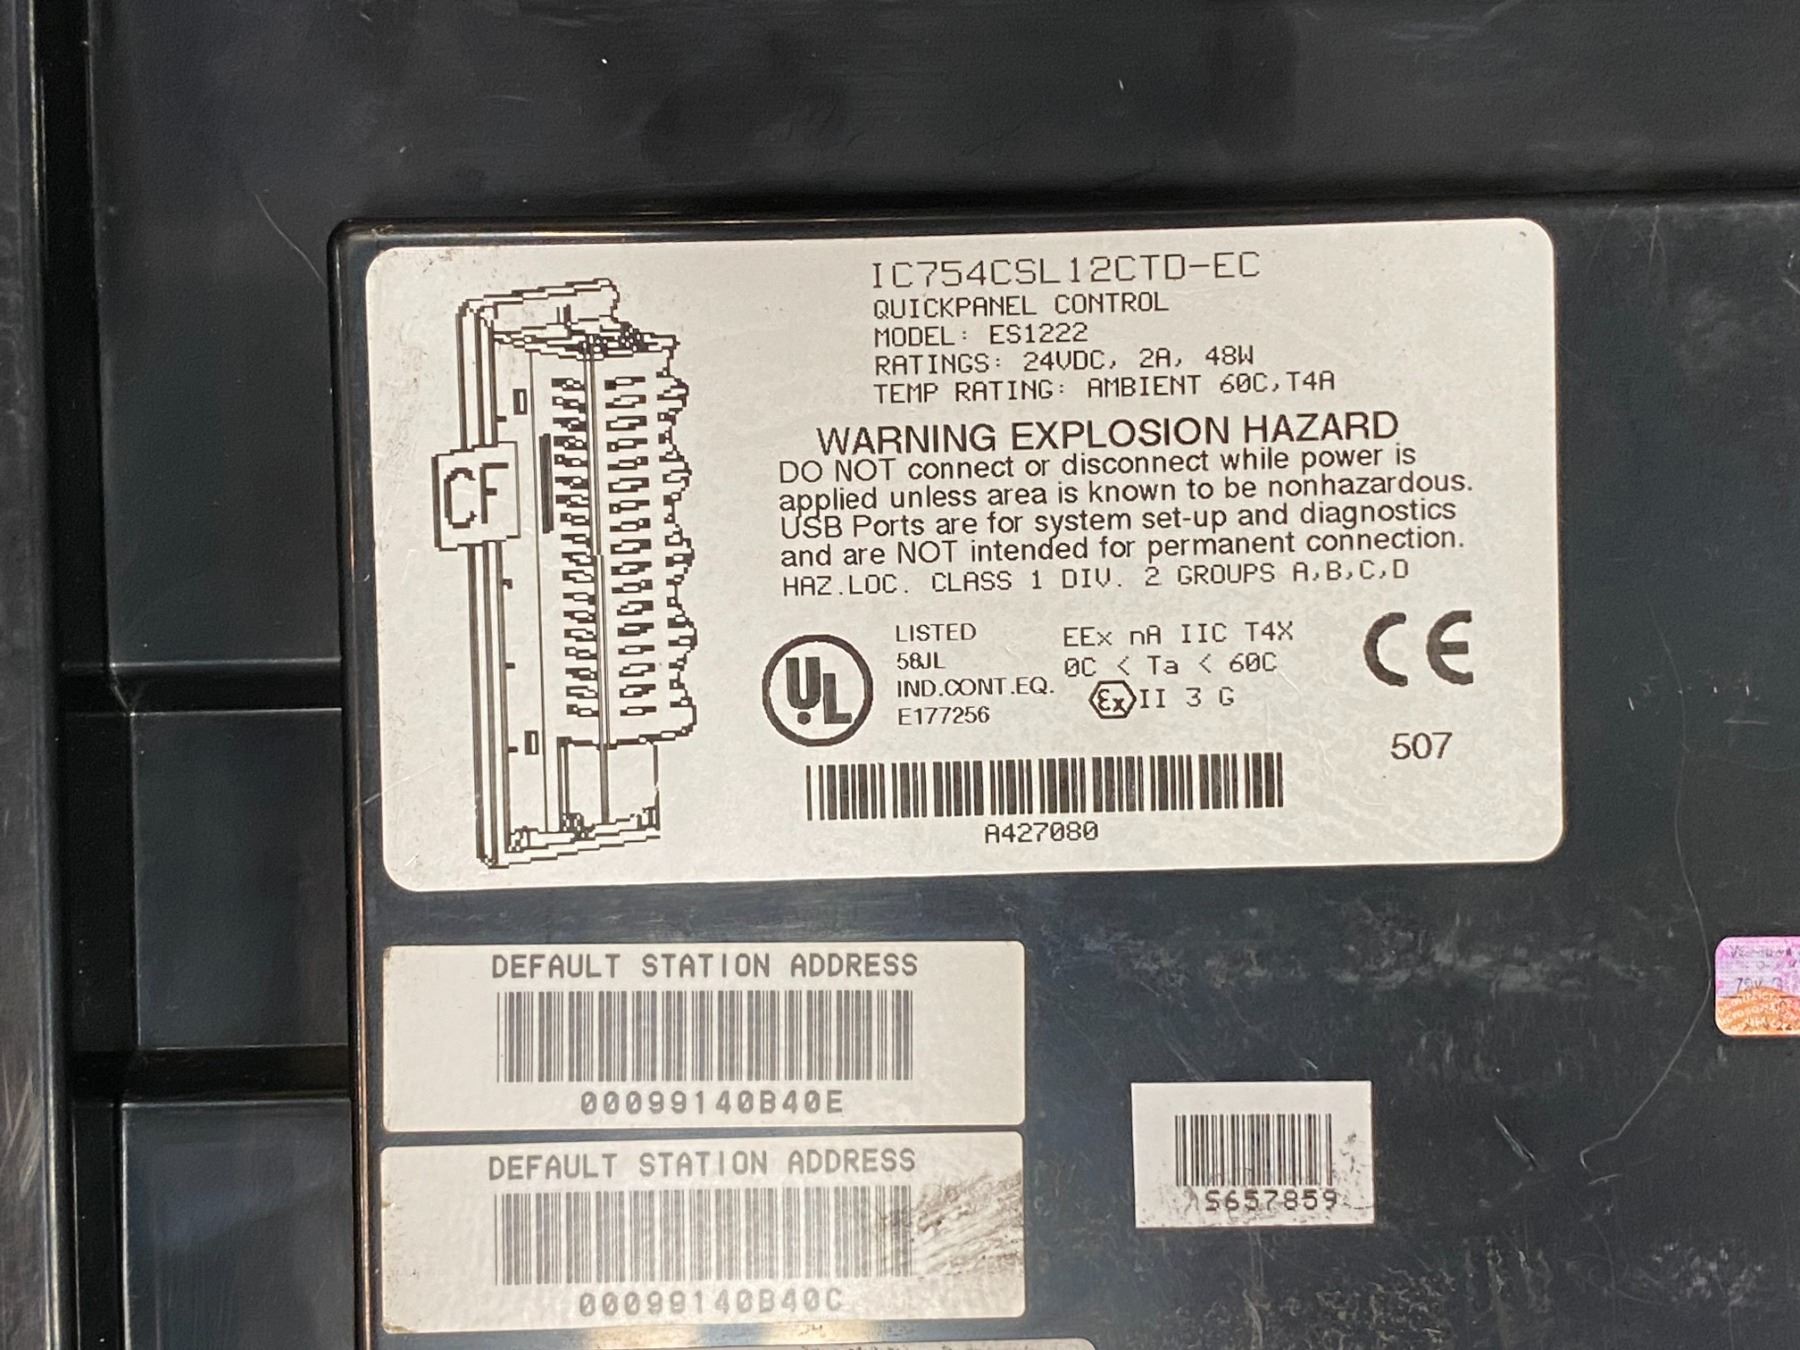 IC754CSL12CTD-EC
QUICKPANEL CONTROL
MODEL: ES1222
RATINGS: 24VDC, 2A, 48W
TEMP RATING: AMBIENT 60C,T4A
WARNING EXPLOSION HAZARD
DO NOT connect or disconnect while power is
applied unless area is known to be nonhazardous.
USB Ports are for system set-up and diagnostics
and are NOT intended for permanent connection.
HAZ.LOC. CLASS 1 DIV. 2 GROUPS A,B,C,D
CF
UL
LISTED
58JL
IND.CONT.EQ.
E177256
EEx nA IIC T4X
0C < Ta < 60C
Ex II 3 G
CE
507
A427080
DEFAULT STATION ADDRESS
00099140B40E
DEFAULT STATION ADDRESS
00099140B40C
S657859